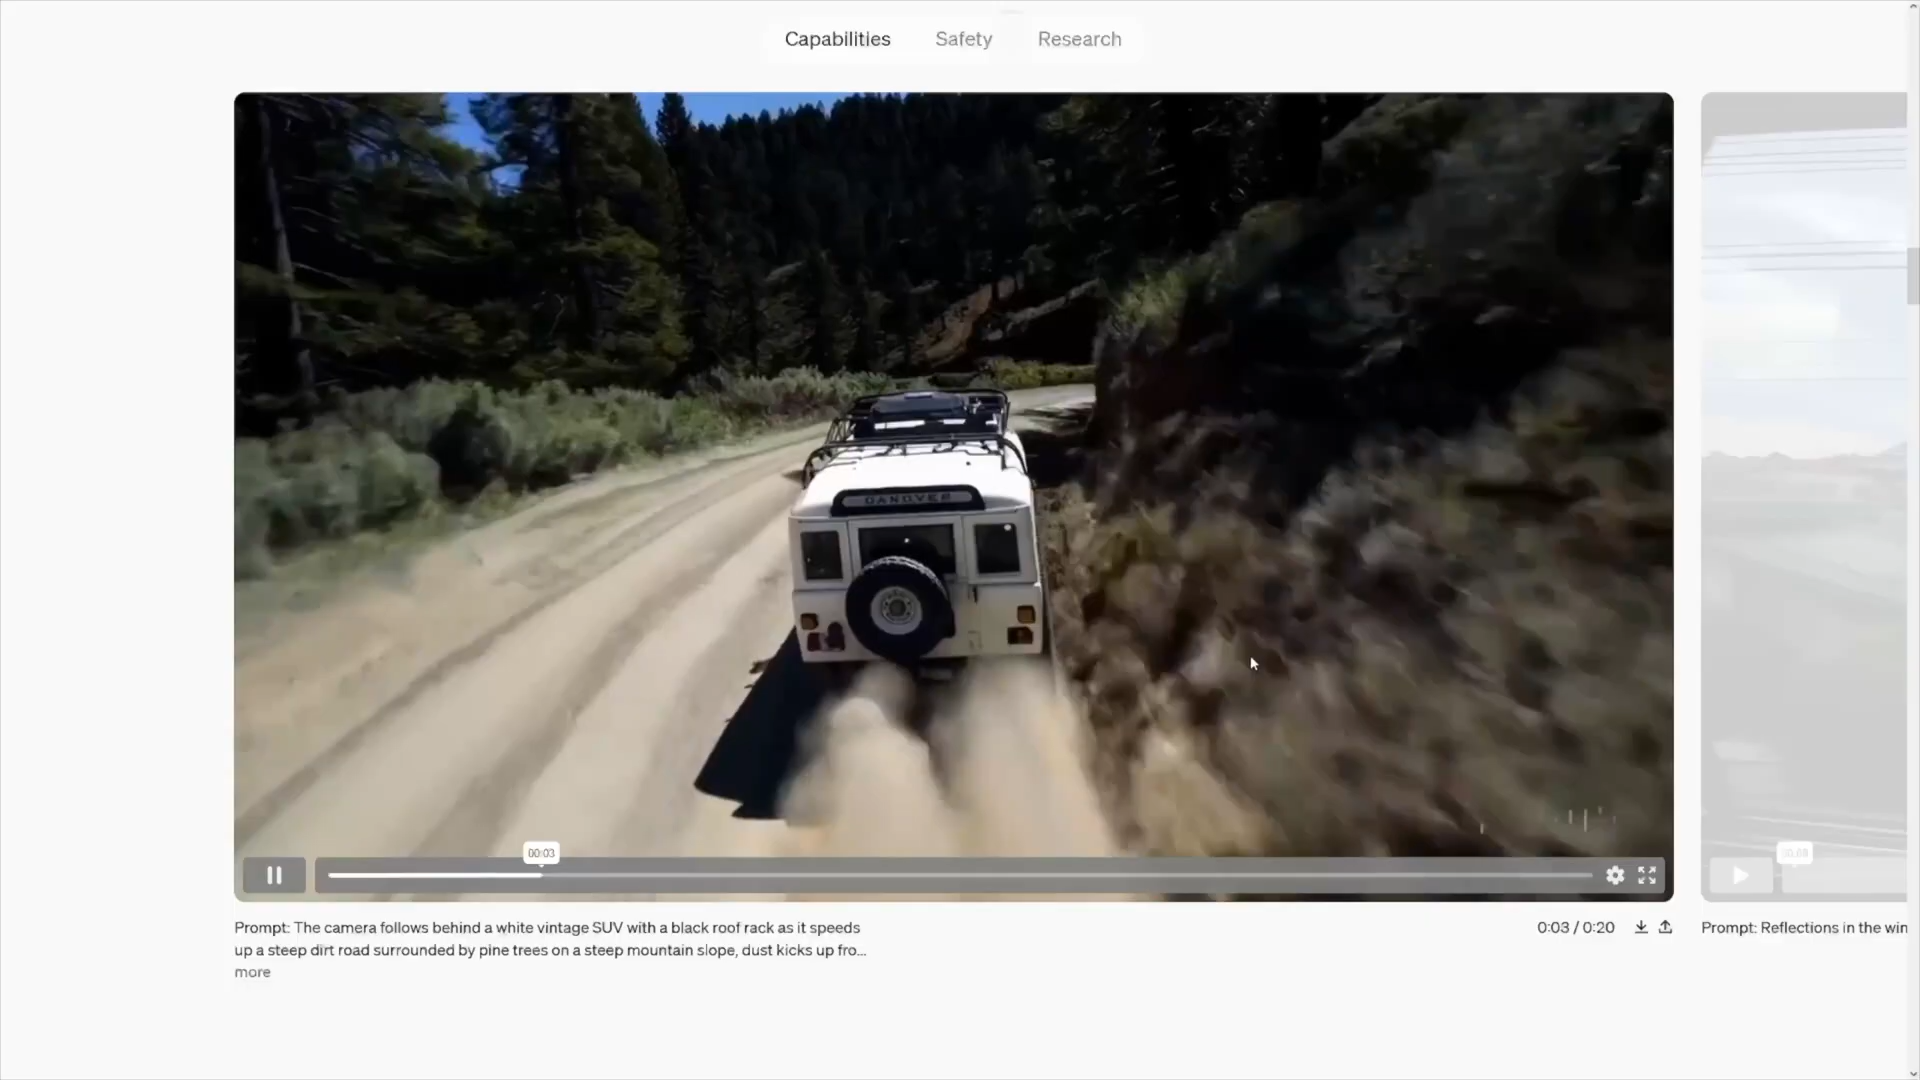 Capabilities Safety Research
DANOVER
00:03
Prompt: The camera follows behind a white vintage SUV with a black roof rack as it speeds
up a steep dirt road surrounded by pine trees on a steep mountain slope, dust kicks up fro...
more
0:03 / 0:20
Prompt: Reflections in the win